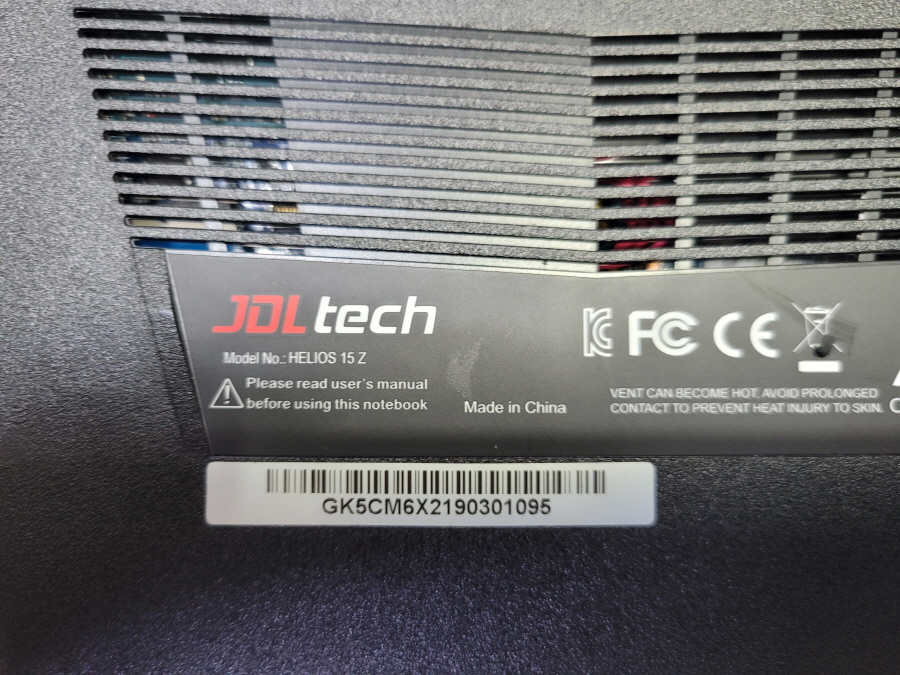 JDLtech
Model No.: HELIOS 15 Z
Please read user's manual
before using this notebook
Made in China
FC CE
VENT CAN BECOME HOT. AVOID PROLONGED
CONTACT TO PREVENT HEAT INJURY TO SKIN.
GK5CM6X2190301095